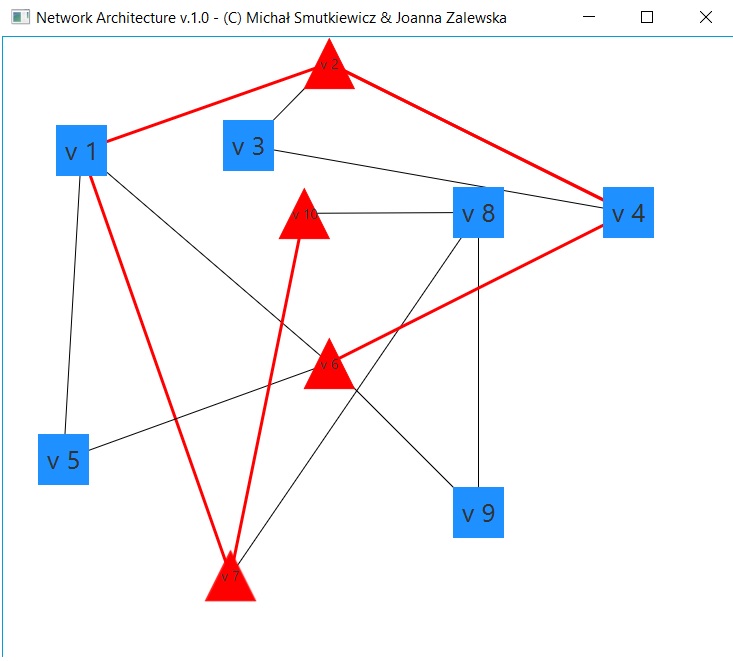 Network Architecture v.1.0 - (C) Michał Smutkiewicz & Joanna Zalewska
v 2
v 1
v 3
v 10
v 8
v 4
v 6
v 5
v 9
v 7